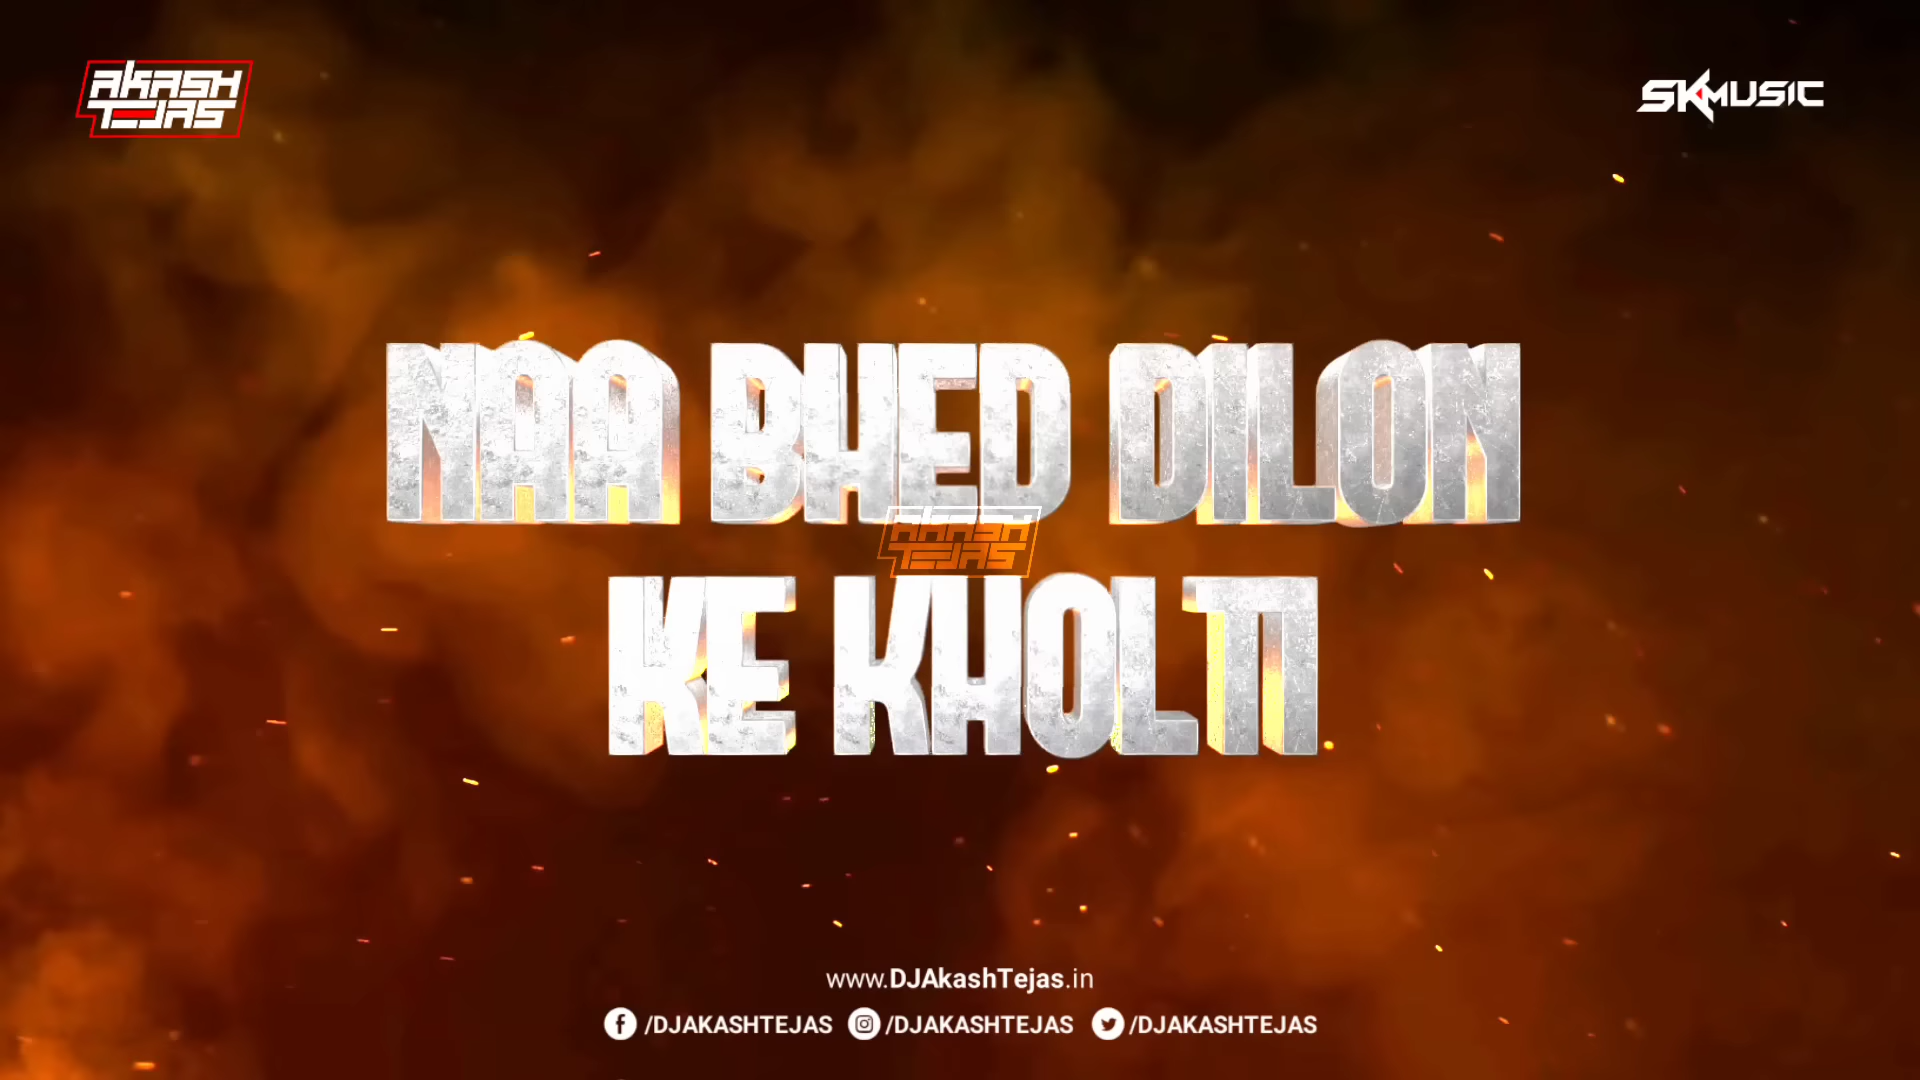 AKASH
TEJAS
SKMUSIC
NAA BHED DILON
AKASH
TEJAS
KE KHOLTI
www.DJAkashTejas.in
/DJAKASHTEJAS /DJAKASHTEJAS /DJAKASHTEJAS